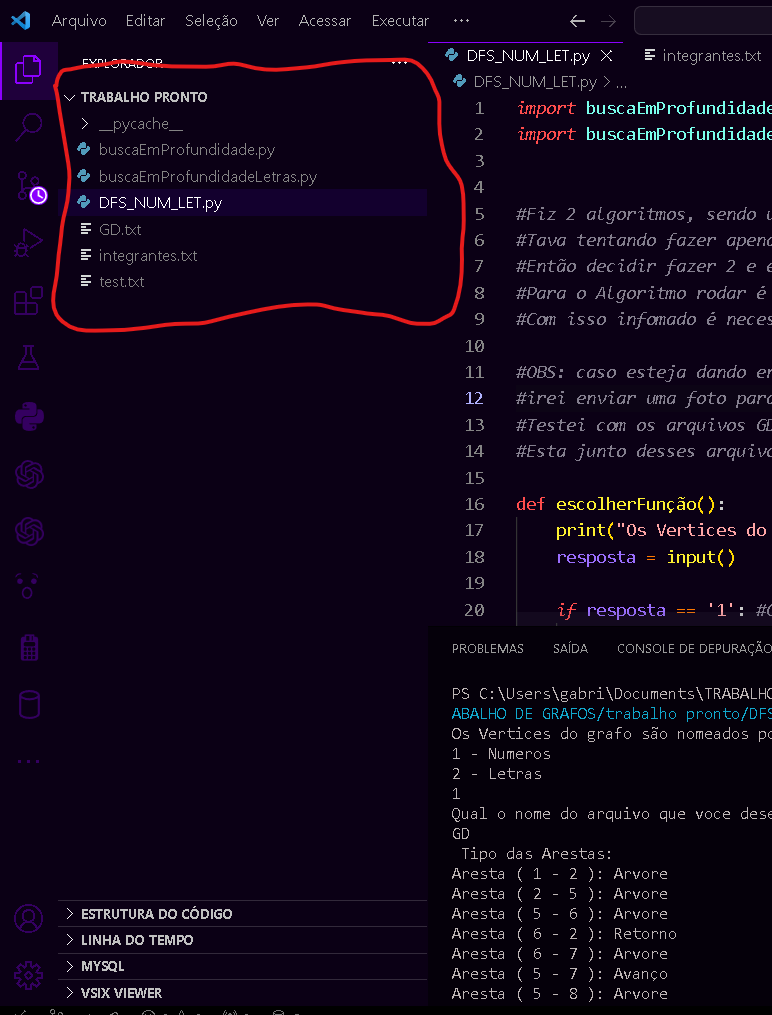 Arquivo Editar Seleção Ver Acessar Executar ...
EXPLORADOR ...
TRABALHO PRONTO
__pycache__
buscaEmProfundidade.py
buscaEmProfundidadeLetras.py
DFS_NUM_LET.py
GD.txt
integrantes.txt
test.txt
ESTRUTURA DO CÓDIGO
LINHA DO TEMPO
MYSQL
VSIX VIEWER
DFS_NUM_LET.py integrantes.txt
DFS_NUM_LET.py > ...
1 import buscaEmProfundidade
2 import buscaEmProfundidade
3
4
5 #Fiz 2 algoritmos, sendo u
6 #Tava tentando fazer apen
7 #Então decidir fazer 2 e e
8 #Para o Algoritmo rodar é
9 #Com isso infomado é neces
10
11 #OBS: caso esteja dando er
12 #irei enviar uma foto para
13 #Testei com os arquivos GD
14 #Esta junto desses arquivo
15
16 def escolherFunção():
17 print("Os Vertices do
18 resposta = input()
19
20 if resposta == '1': #
PROBLEMAS SAÍDA CONSOLE DE DEPURAÇÃO
PS C:\Users\gabri\Documents\TRABALHO
ABALHO DE GRAFOS/trabalho pronto/DFS
Os Vertices do grafo são nomeados po
1 - Numeros
2 - Letras
1
Qual o nome do arquivo que voce dese
GD
Tipo das Arestas:
Aresta ( 1 - 2 ): Arvore
Aresta ( 2 - 5 ): Arvore
Aresta ( 5 - 6 ): Arvore
Aresta ( 6 - 2 ): Retorno
Aresta ( 6 - 7 ): Arvore
Aresta ( 5 - 7 ): Avanço
Aresta ( 5 - 8 ): Arvore